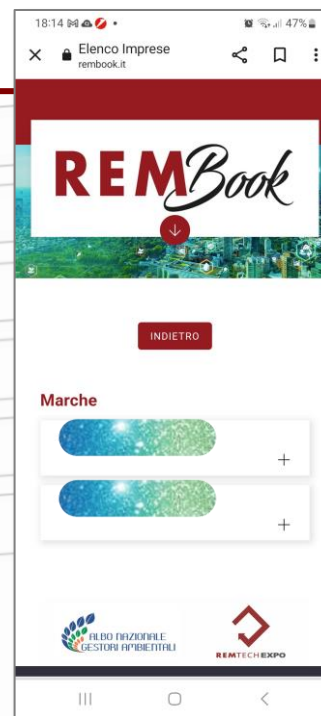 18:14
47%
Elenco Imprese
rembook.it
REMBook
INDIETRO
Marche
ALBO NAZIONALE
GESTORI AMBIENTALI
REMTECHEXPO